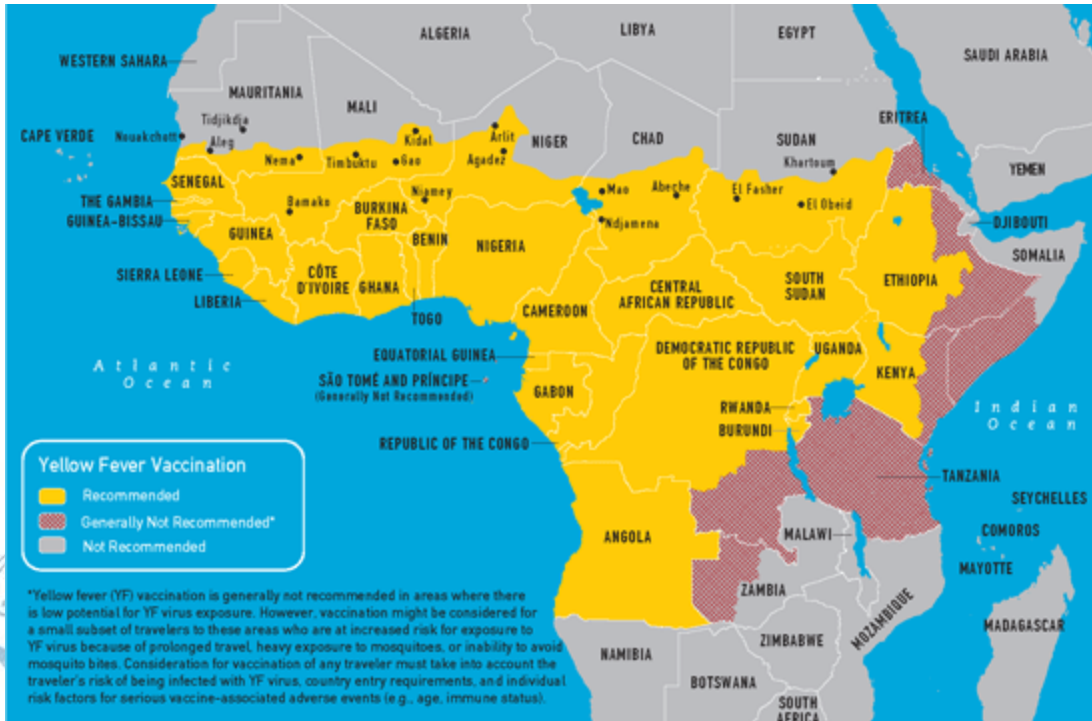 ALGERIA
LIBYA
EGYPT
SAUDI ARABIA
WESTERN SAHARA
MAURITANIA
MALI
NIGER
CHAD
SUDAN
ERITREA
YEMEN
CAPE VERDE
Nouakchott
Tidjikdja
Aleg
Nema
Timbuktu
Kidal
Gao
Arlit
Agadez
Khartoum
Mao
Abeche
El Fasher
El Obeid
Ndjamena
SENEGAL
THE GAMBIA
GUINEA-BISSAU
Bamako
Niamey
BURKINA
FASO
GUINEA
BENIN
NIGERIA
DJIBOUTI
SOMALIA
SIERRA LEONE
LIBERIA
CÔTE
D'IVOIRE
GHANA
TOGO
CAMEROON
CENTRAL
AFRICAN REPUBLIC
SOUTH
SUDAN
ETHIOPIA
Atlantic
Ocean
EQUATORIAL GUINEA
SÃO TOMÉ AND PRÍNCIPE
(Generally Not Recommended)
GABON
REPUBLIC OF THE CONGO
DEMOCRATIC REPUBLIC
OF THE CONGO
UGANDA
KENYA
RWANDA
BURUNDI
Indian
Ocean
TANZANIA
SEYCHELLES
COMOROS
MAYOTTE
MALAWI
ANGOLA
ZAMBIA
MOZAMBIQUE
MADAGASCAR
ZIMBABWE
NAMIBIA
BOTSWANA
SOUTH
AFRICA
Yellow Fever Vaccination
Recommended
Generally Not Recommended*
Not Recommended
*Yellow fever (YF) vaccination is generally not recommended in areas where there
is low potential for YF virus exposure. However, vaccination might be considered for
a small subset of travelers to these areas who are at increased risk for exposure to
YF virus because of prolonged travel, heavy exposure to mosquitoes, or inability to avoid
mosquito bites. Consideration for vaccination of any traveler must take into account the
traveler's risk of being infected with YF virus, country entry requirements, and individual
risk factors for serious vaccine-associated adverse events (e.g., age, immune status).